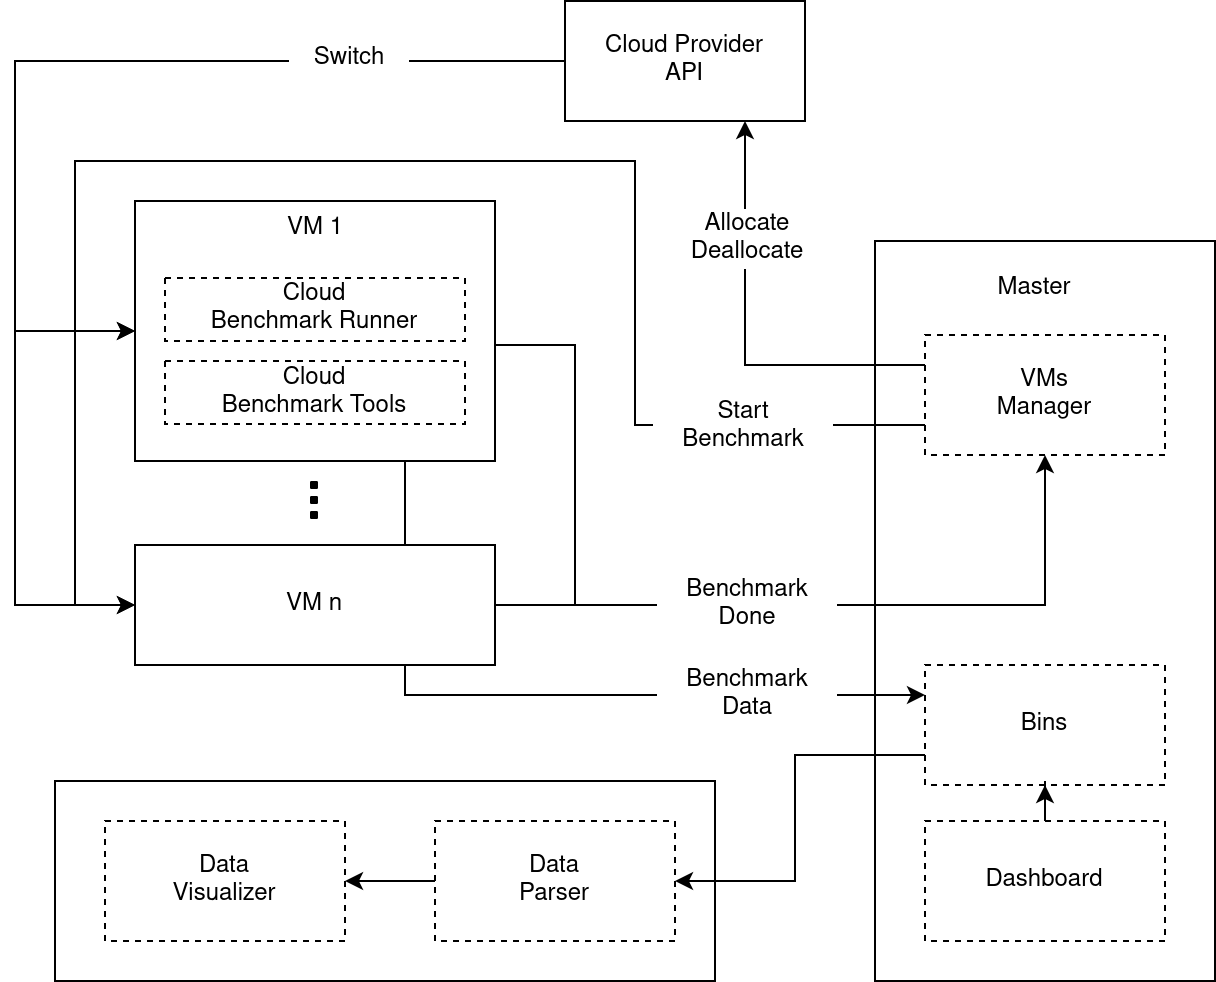 Switch
Cloud Provider
API
VM 1
Cloud
Benchmark Runner
Cloud
Benchmark Tools
Allocate
Deallocate
Master
VMs
Manager
Start
Benchmark
VM n
Benchmark
Done
Benchmark
Data
Bins
Data
Visualizer
Data
Parser
Dashboard